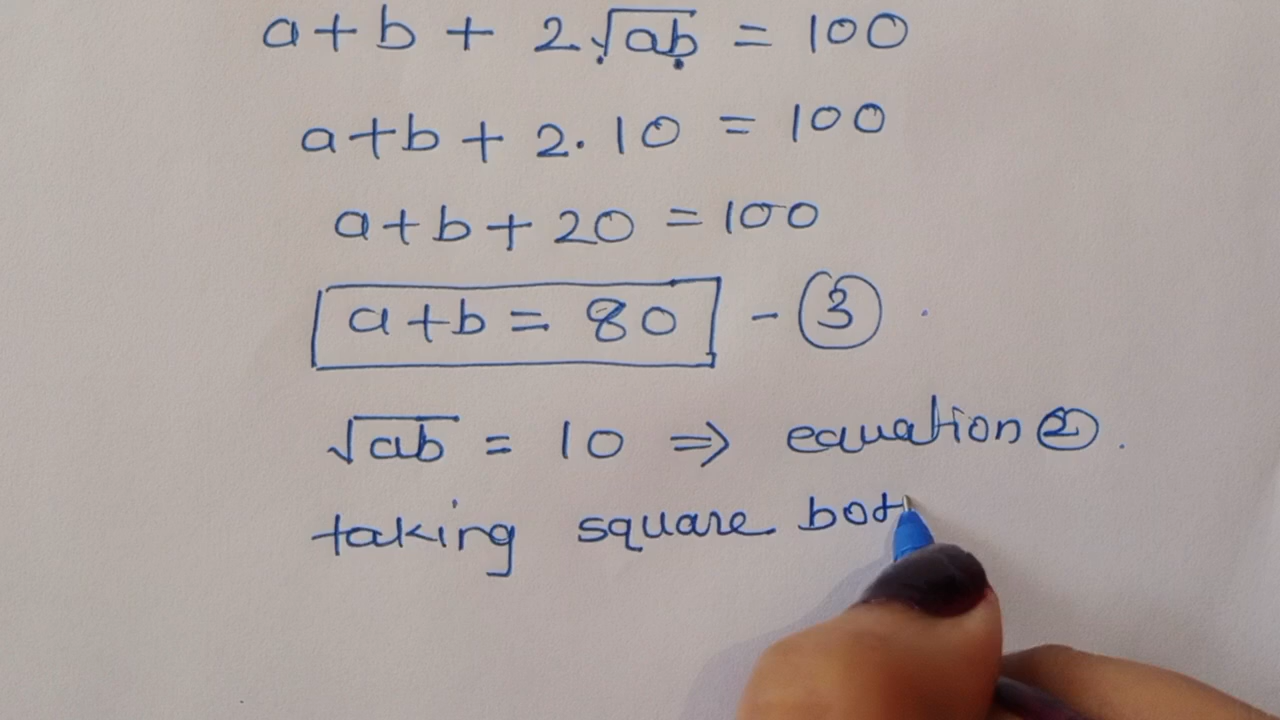 a+b + 2√ab = 100
a+b + 2.10 = 100
a+b + 20 = 100
a+b = 80 - ③
√ab = 10 ⇒ equation ②.
taking square bot